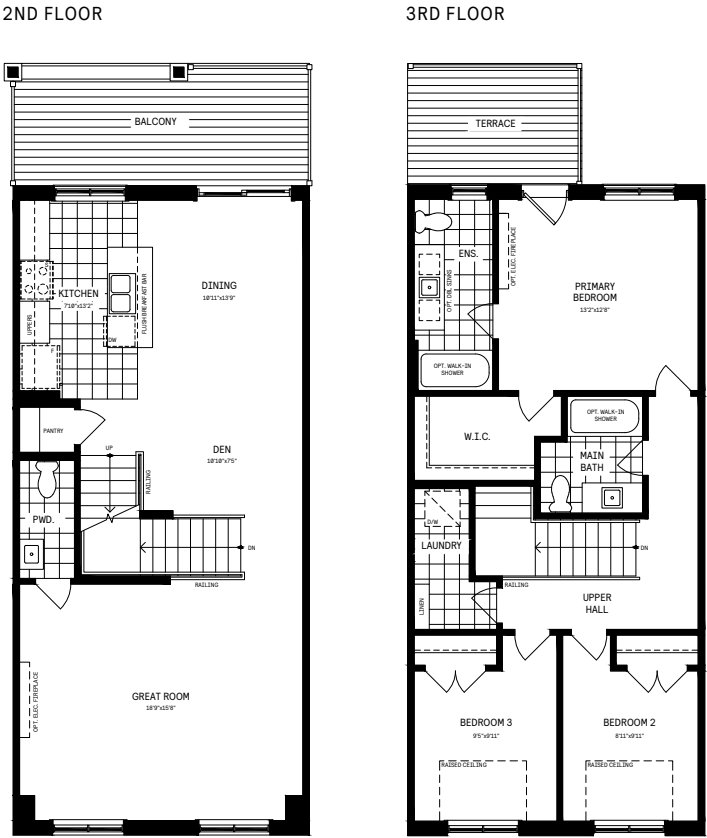 2ND FLOOR
BALCONY
KITCHEN
7'10"x13'2"
UPPERS
F
DW
FLUSH BREAKFAST BAR
DINING
10'11"x13'9"
PANTRY
UP
RAILING
DEN
10'10"x7'5"
PWD.
DN
RAILING
OPT. ELEC. FIREPLACE
GREAT ROOM
18'9"x15'8"
3RD FLOOR
TERRACE
ENS.
OPT. DBL SINKS
OPT. ELEC. FIREPLACE
PRIMARY
BEDROOM
13'2"x12'8"
OPT. WALK-IN
SHOWER
W.I.C.
OPT. WALK-IN
SHOWER
MAIN
BATH
D/W
LAUNDRY
LINEN
DN
RAILING
UPPER
HALL
BEDROOM 3
9'5"x9'11"
RAISED CEILING
BEDROOM 2
8'11"x9'11"
RAISED CEILING